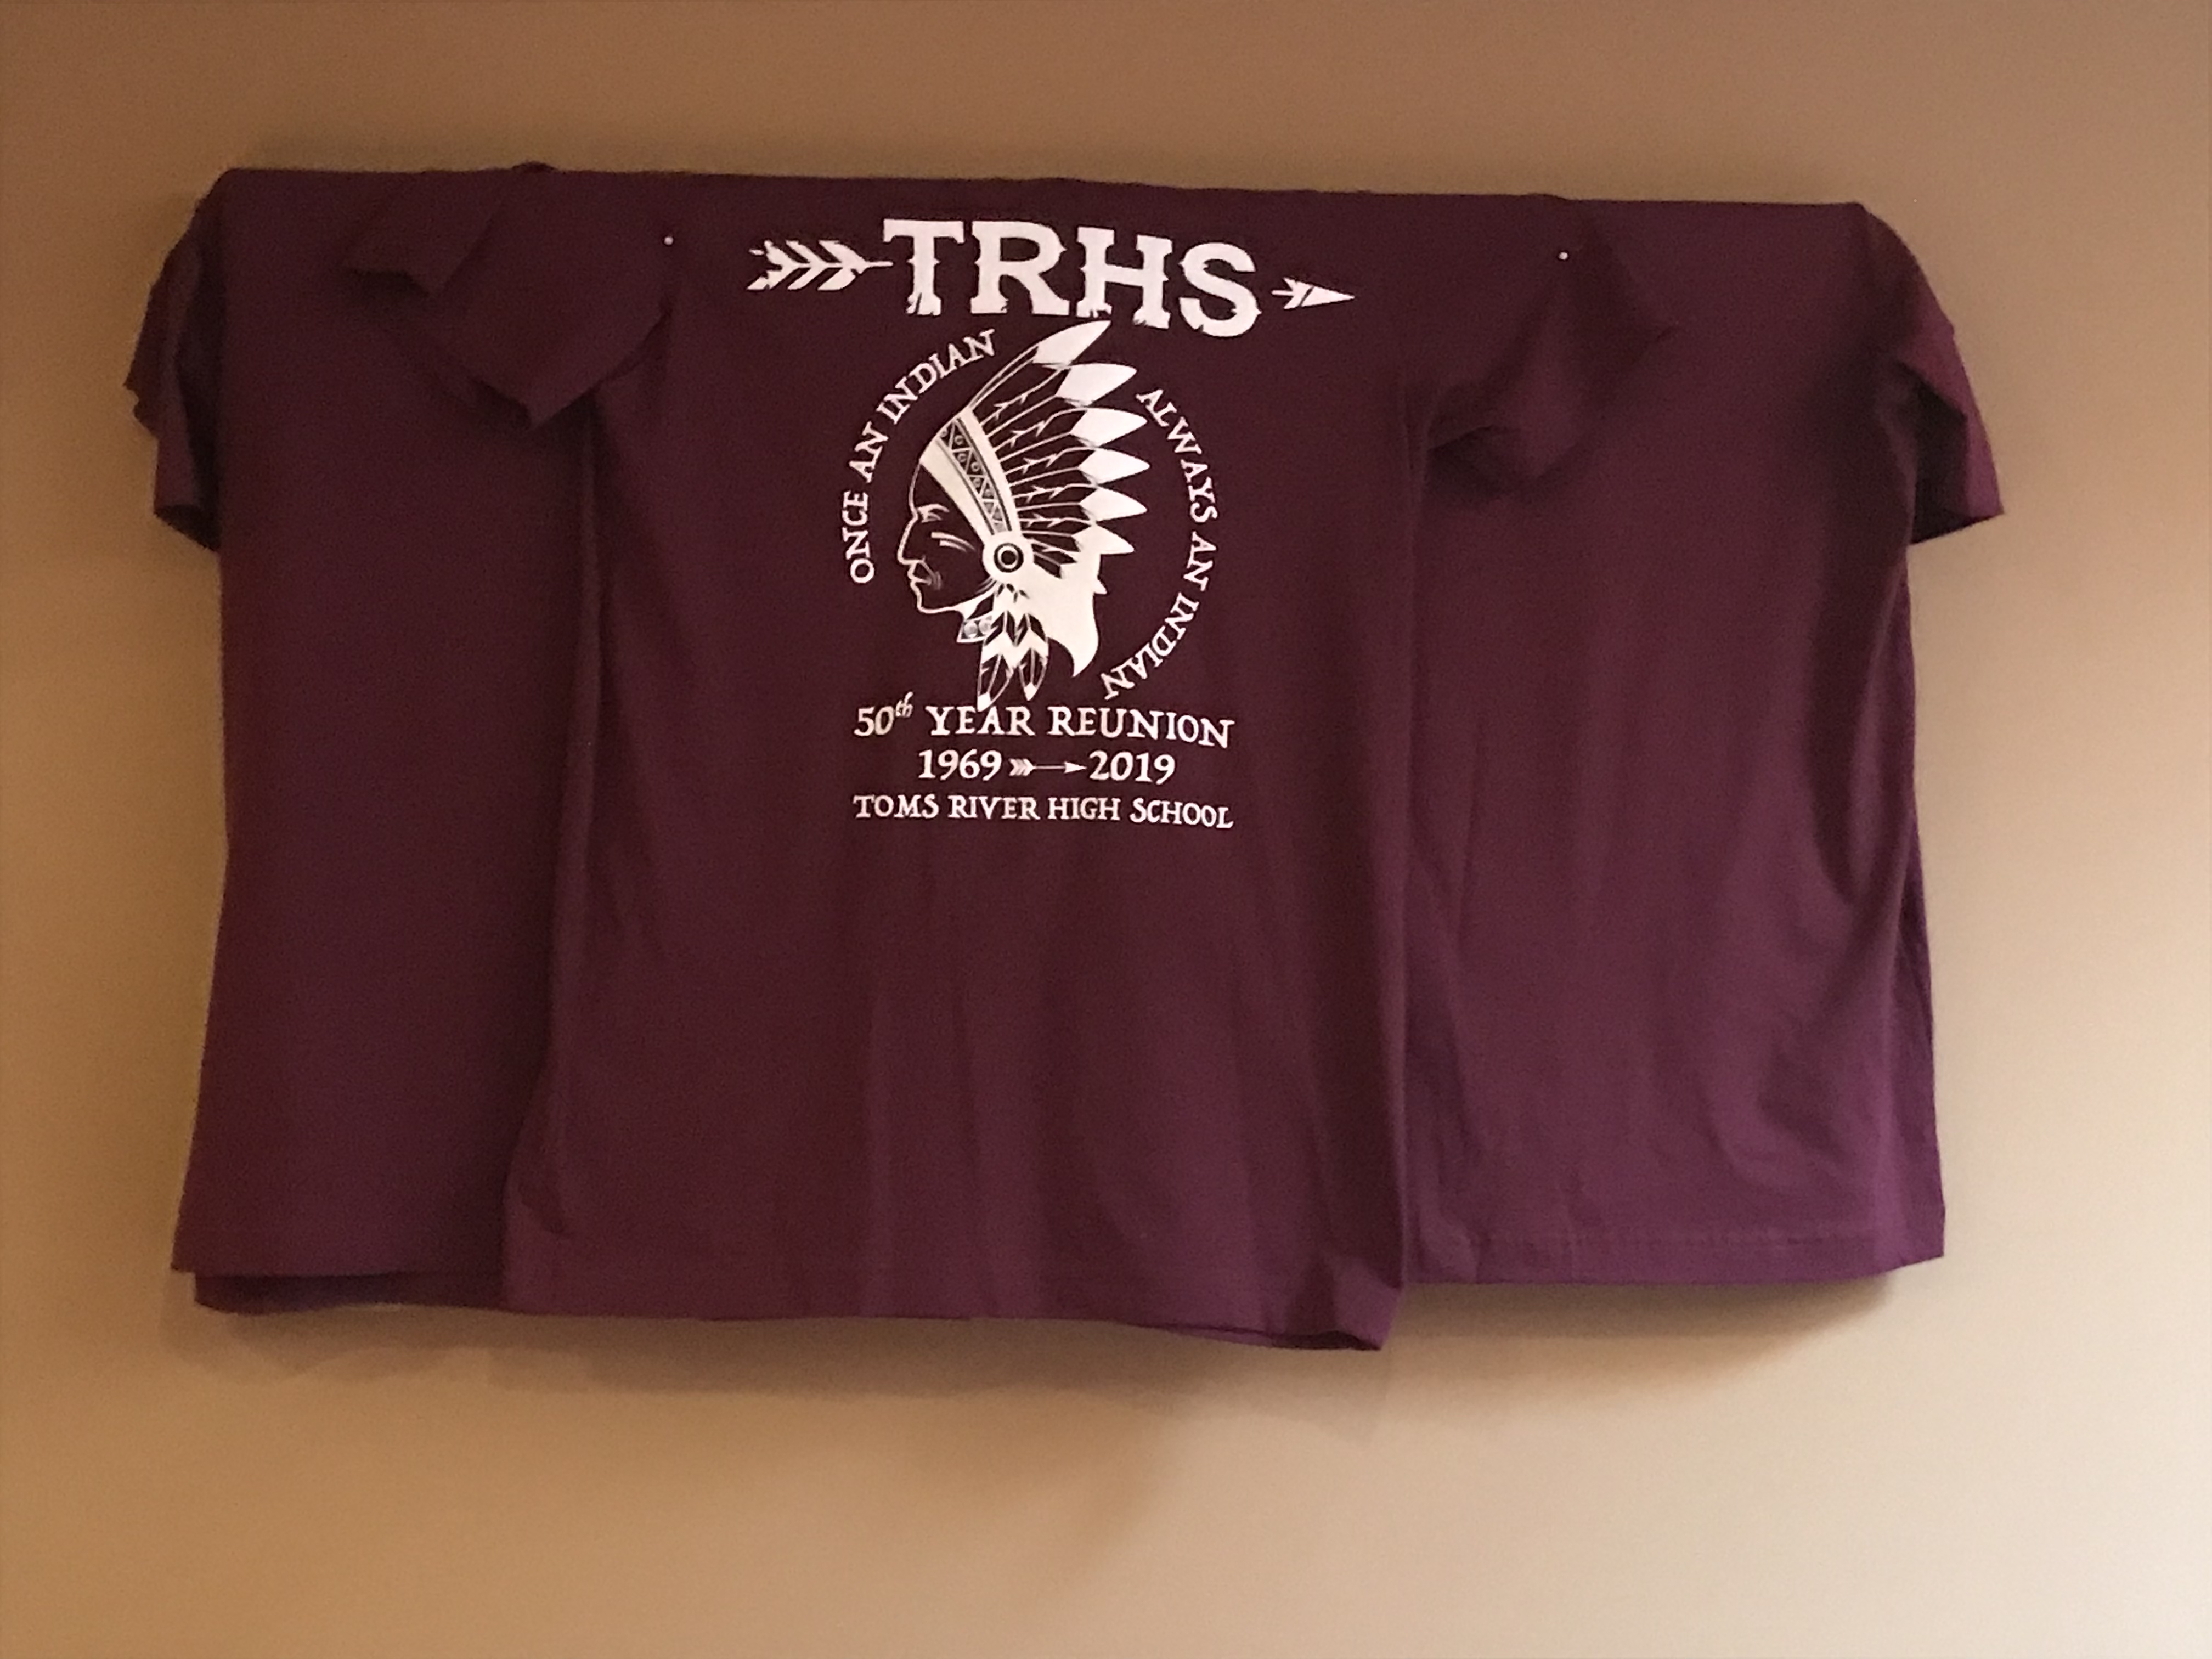 TRHS
ONCE AN INDIAN
ALWAYS AN INDIAN
50th YEAR REUNION
1969 2019
TOMS RIVER HIGH SCHOOL